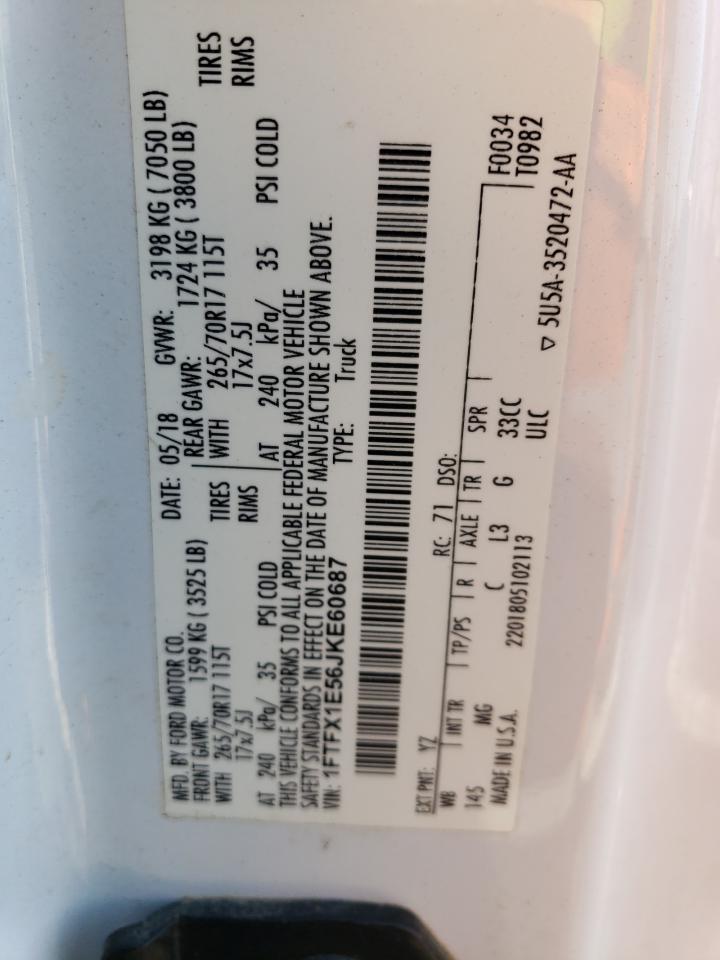 MFD. BY FORD MOTOR CO.
DATE: 05/18 GVWR: 3198 KG ( 7050 LB)
FRONT GAWR: 1599 KG ( 3525 LB)
REAR GAWR: 1724 KG ( 3800 LB)
WITH 265/70R17 115T TIRES
WITH 265/70R17 115T TIRES
17x7.5J RIMS
17x7.5J RIMS
AT 240 kPa/ 35 PSI COLD
AT 240 kPa/ 35 PSI COLD
THIS VEHICLE CONFORMS TO ALL APPLICABLE FEDERAL MOTOR VEHICLE
SAFETY STANDARDS IN EFFECT ON THE DATE OF MANUFACTURE SHOWN ABOVE.
VIN: 1FTFX1E56JKE60687
TYPE: Truck
EXT PNT: YZ RC: 71 DSO:
WB INT TR TP/PS R AXLE TR SPR
145 MG C L3 G 33CC
F0034
MADE IN U.S.A. 2201805102113 ULC
T0982
▽ 5U5A-3520472-AA